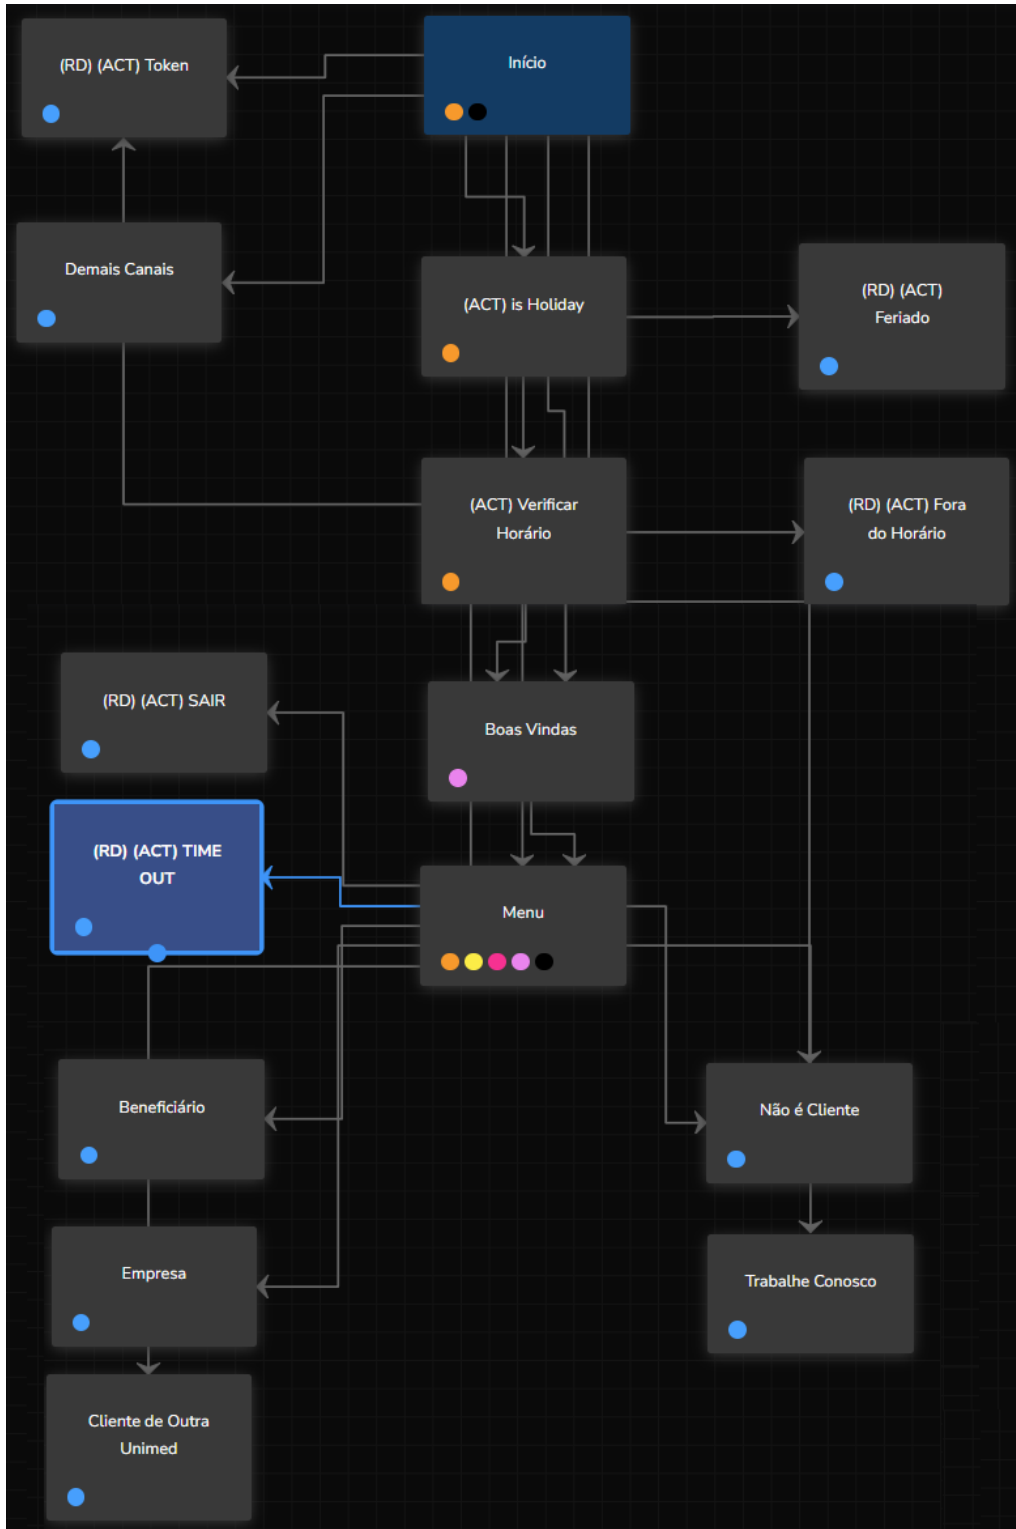 (RD) (ACT) Token
Início
Demais Canais
(ACT) is Holiday
(RD) (ACT)
Feriado
(ACT) Verificar
Horário
(RD) (ACT) Fora
do Horário
(RD) (ACT) SAIR
Boas Vindas
(RD) (ACT) TIME
OUT
Menu
Beneficiário
Não é Cliente
Empresa
Trabalhe Conosco
Cliente de Outra
Unimed